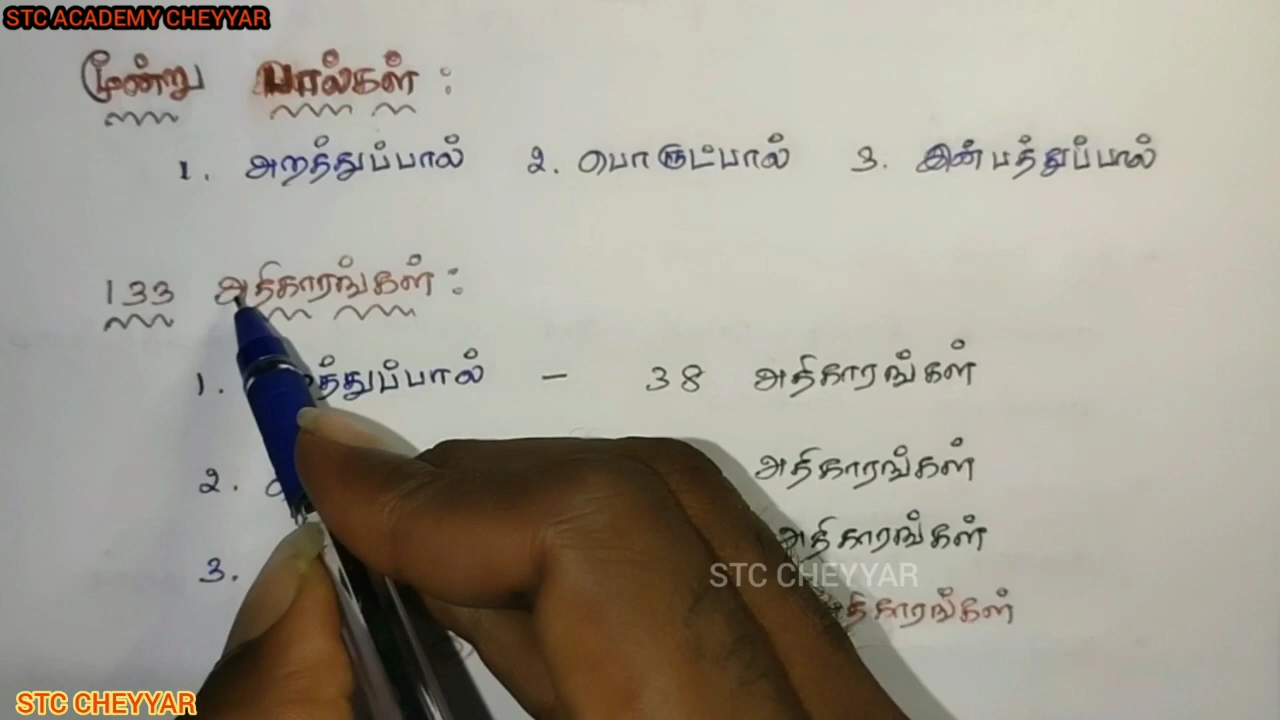 STC ACADEMY CHEYYAR
மூன்று பால்கள் :
1. அறத்துப்பால் 2. பொருட்பால் 3. இன்பத்துப்பால்
133 அதிகாரங்கள் :
1. த்துப்பால் - 38 அதிகாரங்கள்
2. அதிகாரங்கள்
3. அதிகாரங்கள்
STC CHEYYAR
திகாரங்கள்
STC CHEYYAR